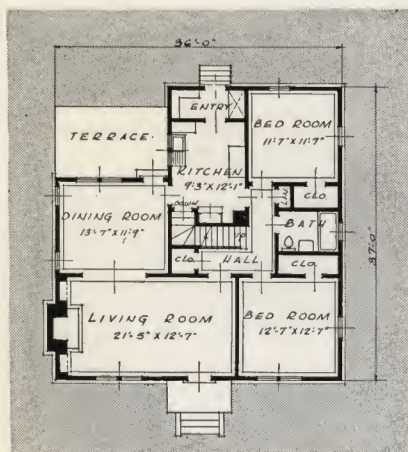 36'-0"
ENTRY
BED ROOM
11'-7" X 11'-7"
TERRACE
KITCHEN
9'-3" X 12'-1"
LIN
CLO.
DOWN
DINING ROOM
13'-7" X 11'-9"
BATH
UP
37'-0"
CLO.
HALL
CLO.
LIVING ROOM
21'-5" X 12'-7"
BED ROOM
12'-7" X 12'-7"